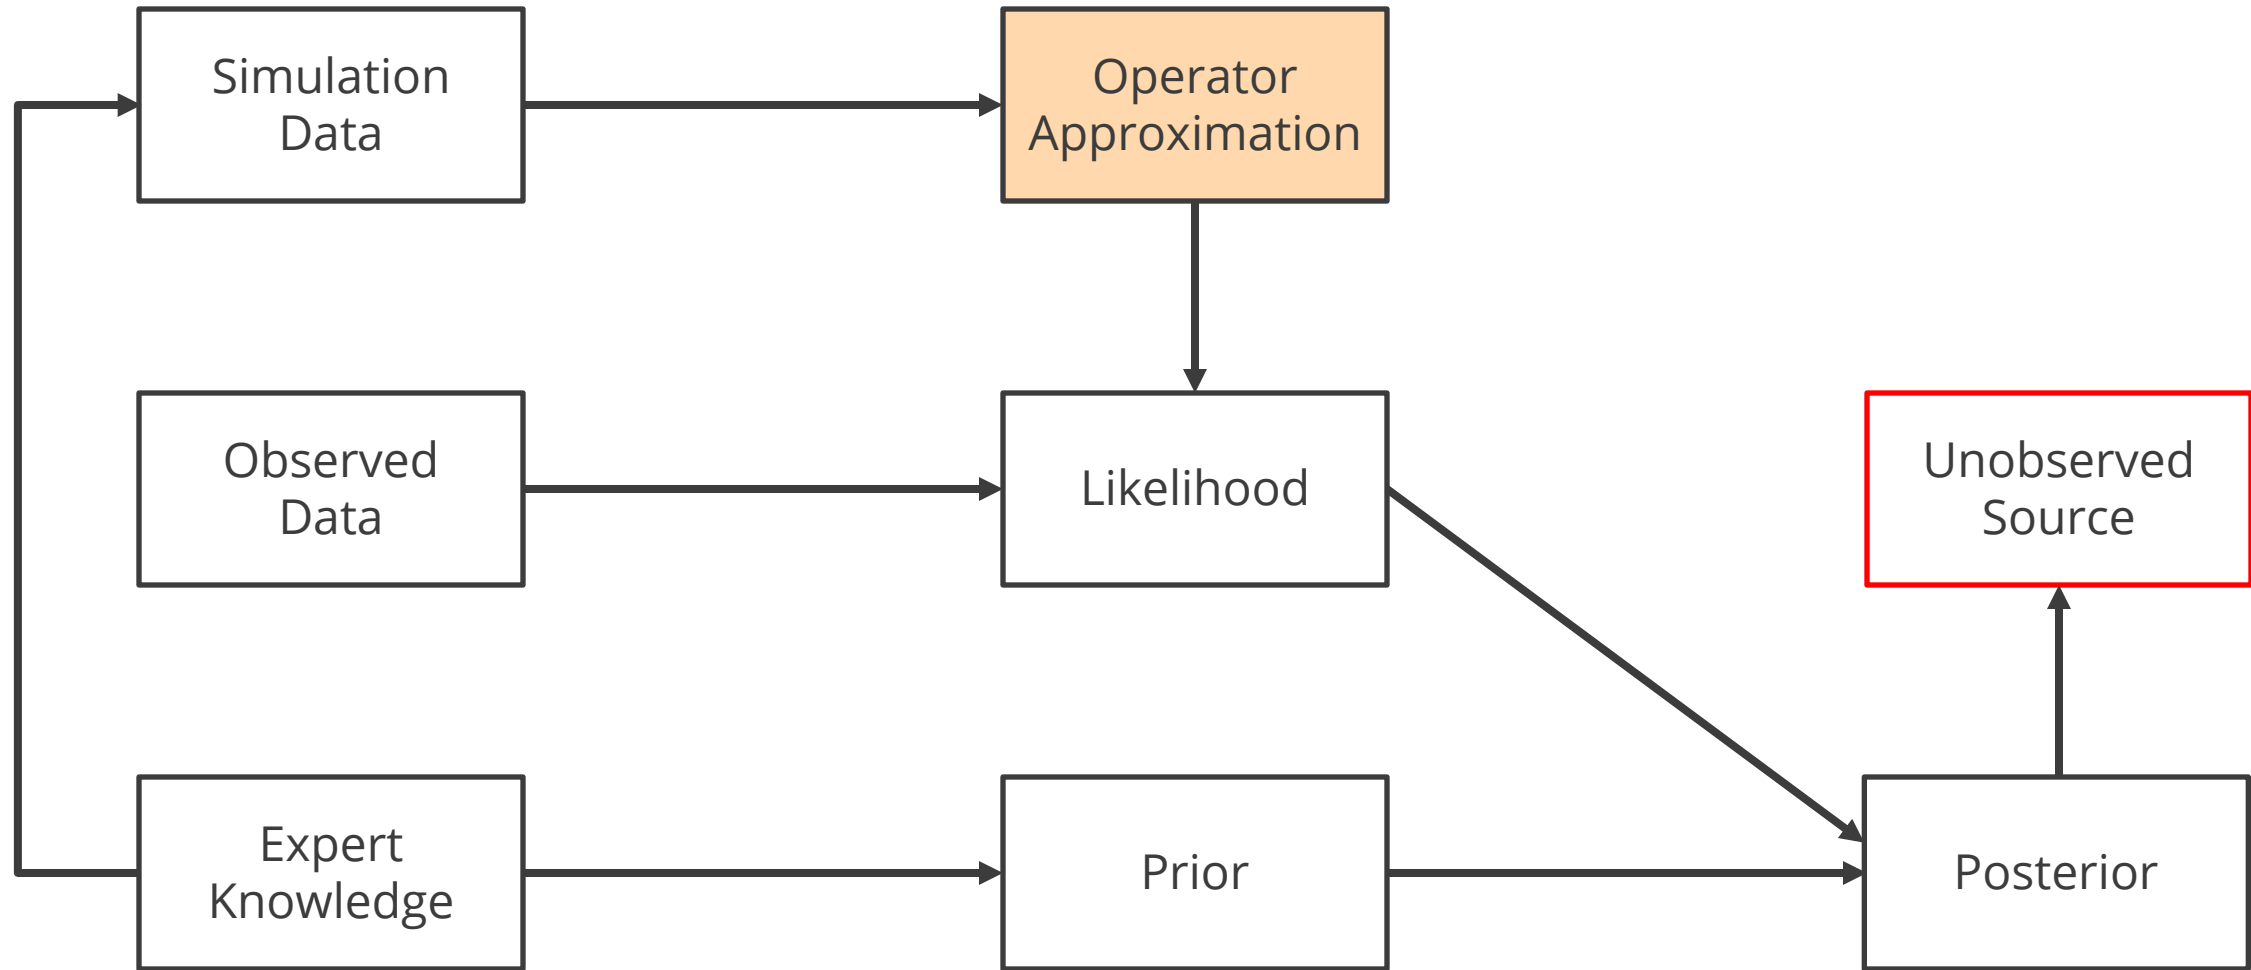 Simulation
Data
Operator
Approximation
Observed
Data
Likelihood
Unobserved
Source
Expert
Knowledge
Prior
Posterior